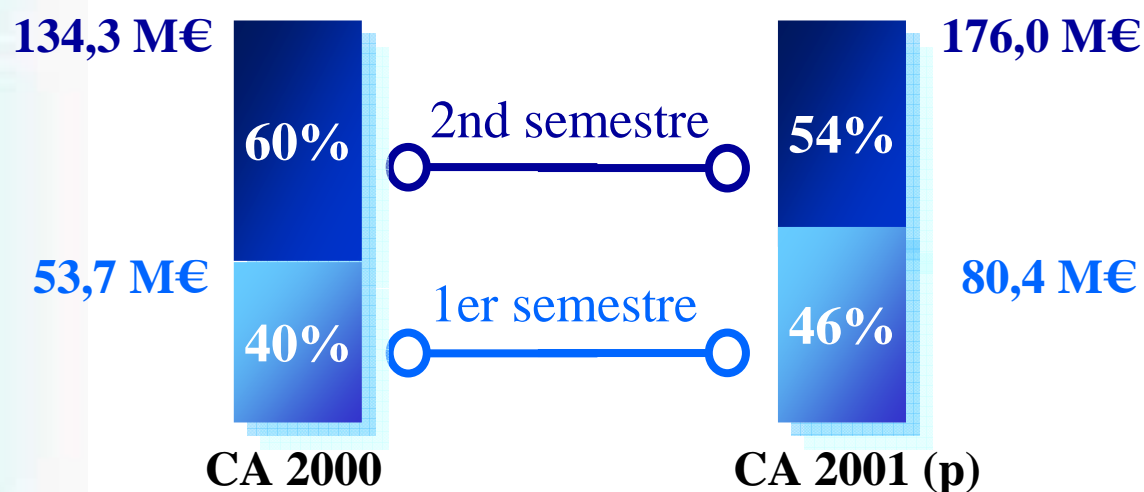 134,3 M€
176,0 M€
2nd semestre
60%
54%
53,7 M€
80,4 M€
1er semestre
40%
46%
CA 2000
CA 2001 (p)